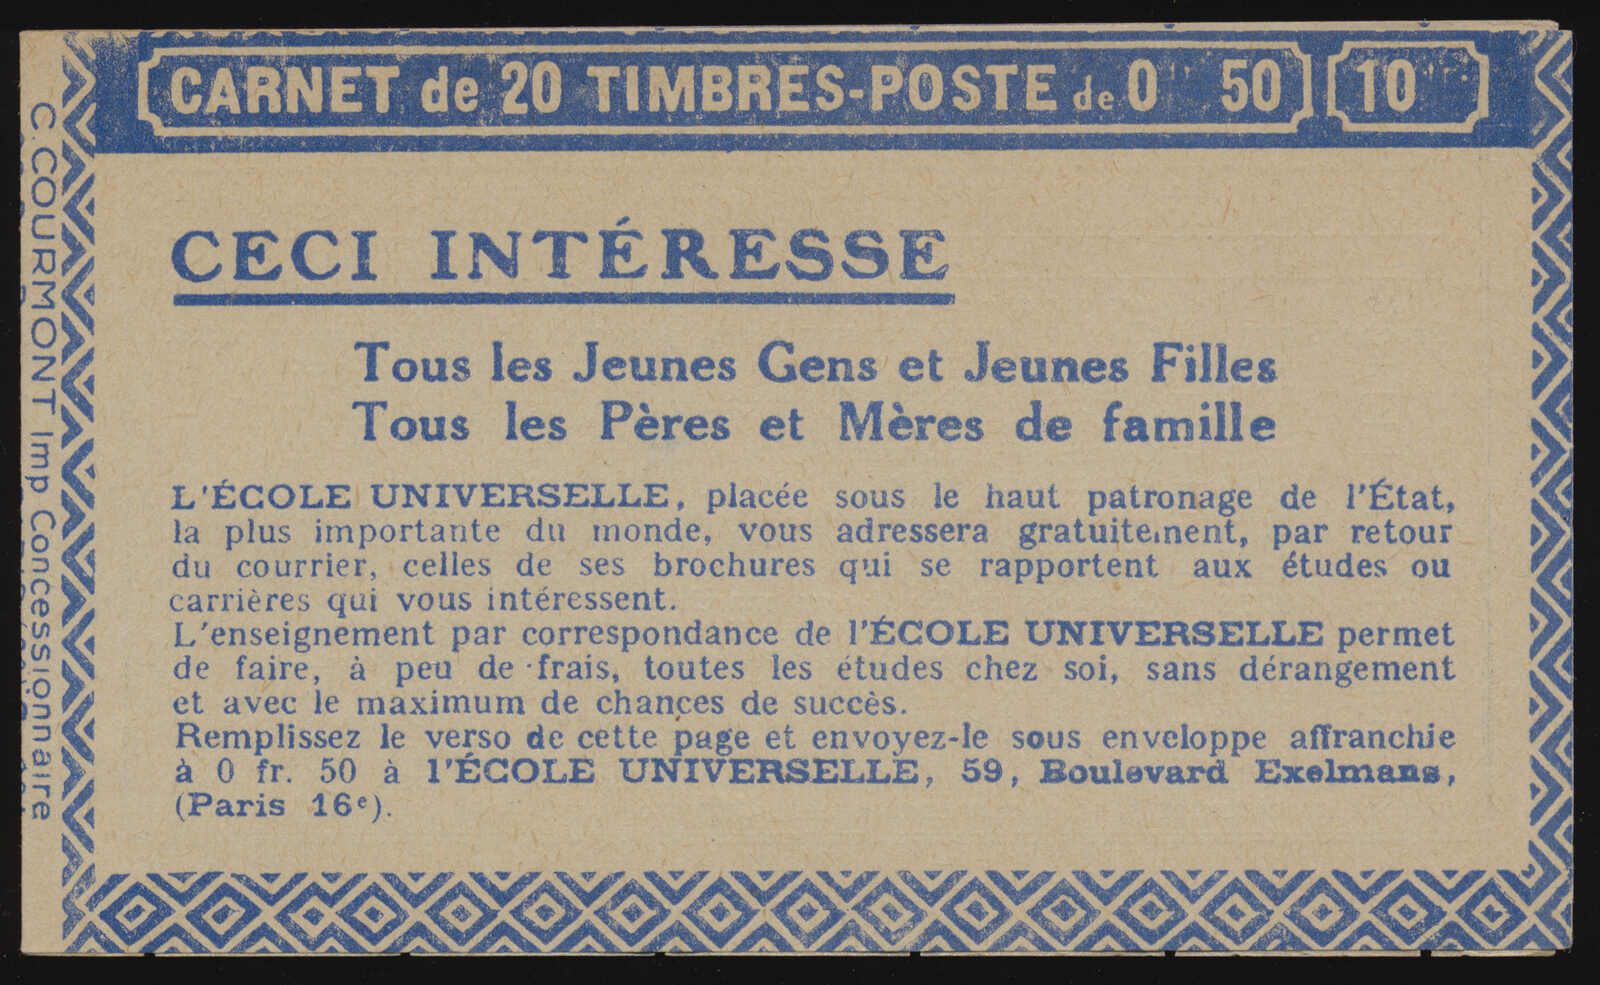 CARNET de 20 TIMBRES-POSTE de 0 50 10
CECI INTÉRESSE
Tous les Jeunes Gens et Jeunes Filles
Tous les Pères et Mères de famille
L'ÉCOLE UNIVERSELLE, placée sous le haut patronage de l'État,
la plus importante du monde, vous adressera gratuitement, par retour
du courrier, celles de ses brochures qui se rapportent aux études ou
carrières qui vous intéressent.
L'enseignement par correspondance de l'ÉCOLE UNIVERSELLE permet
de faire, à peu de frais, toutes les études chez soi, sans dérangement
et avec le maximum de chances de succès.
Remplissez le verso de cette page et envoyez-le sous enveloppe affranchie
à 0 fr. 50 à l'ÉCOLE UNIVERSELLE, 59, Boulevard Exelmans,
(Paris 16e).
C. COURMONT Imp Concessionnaire